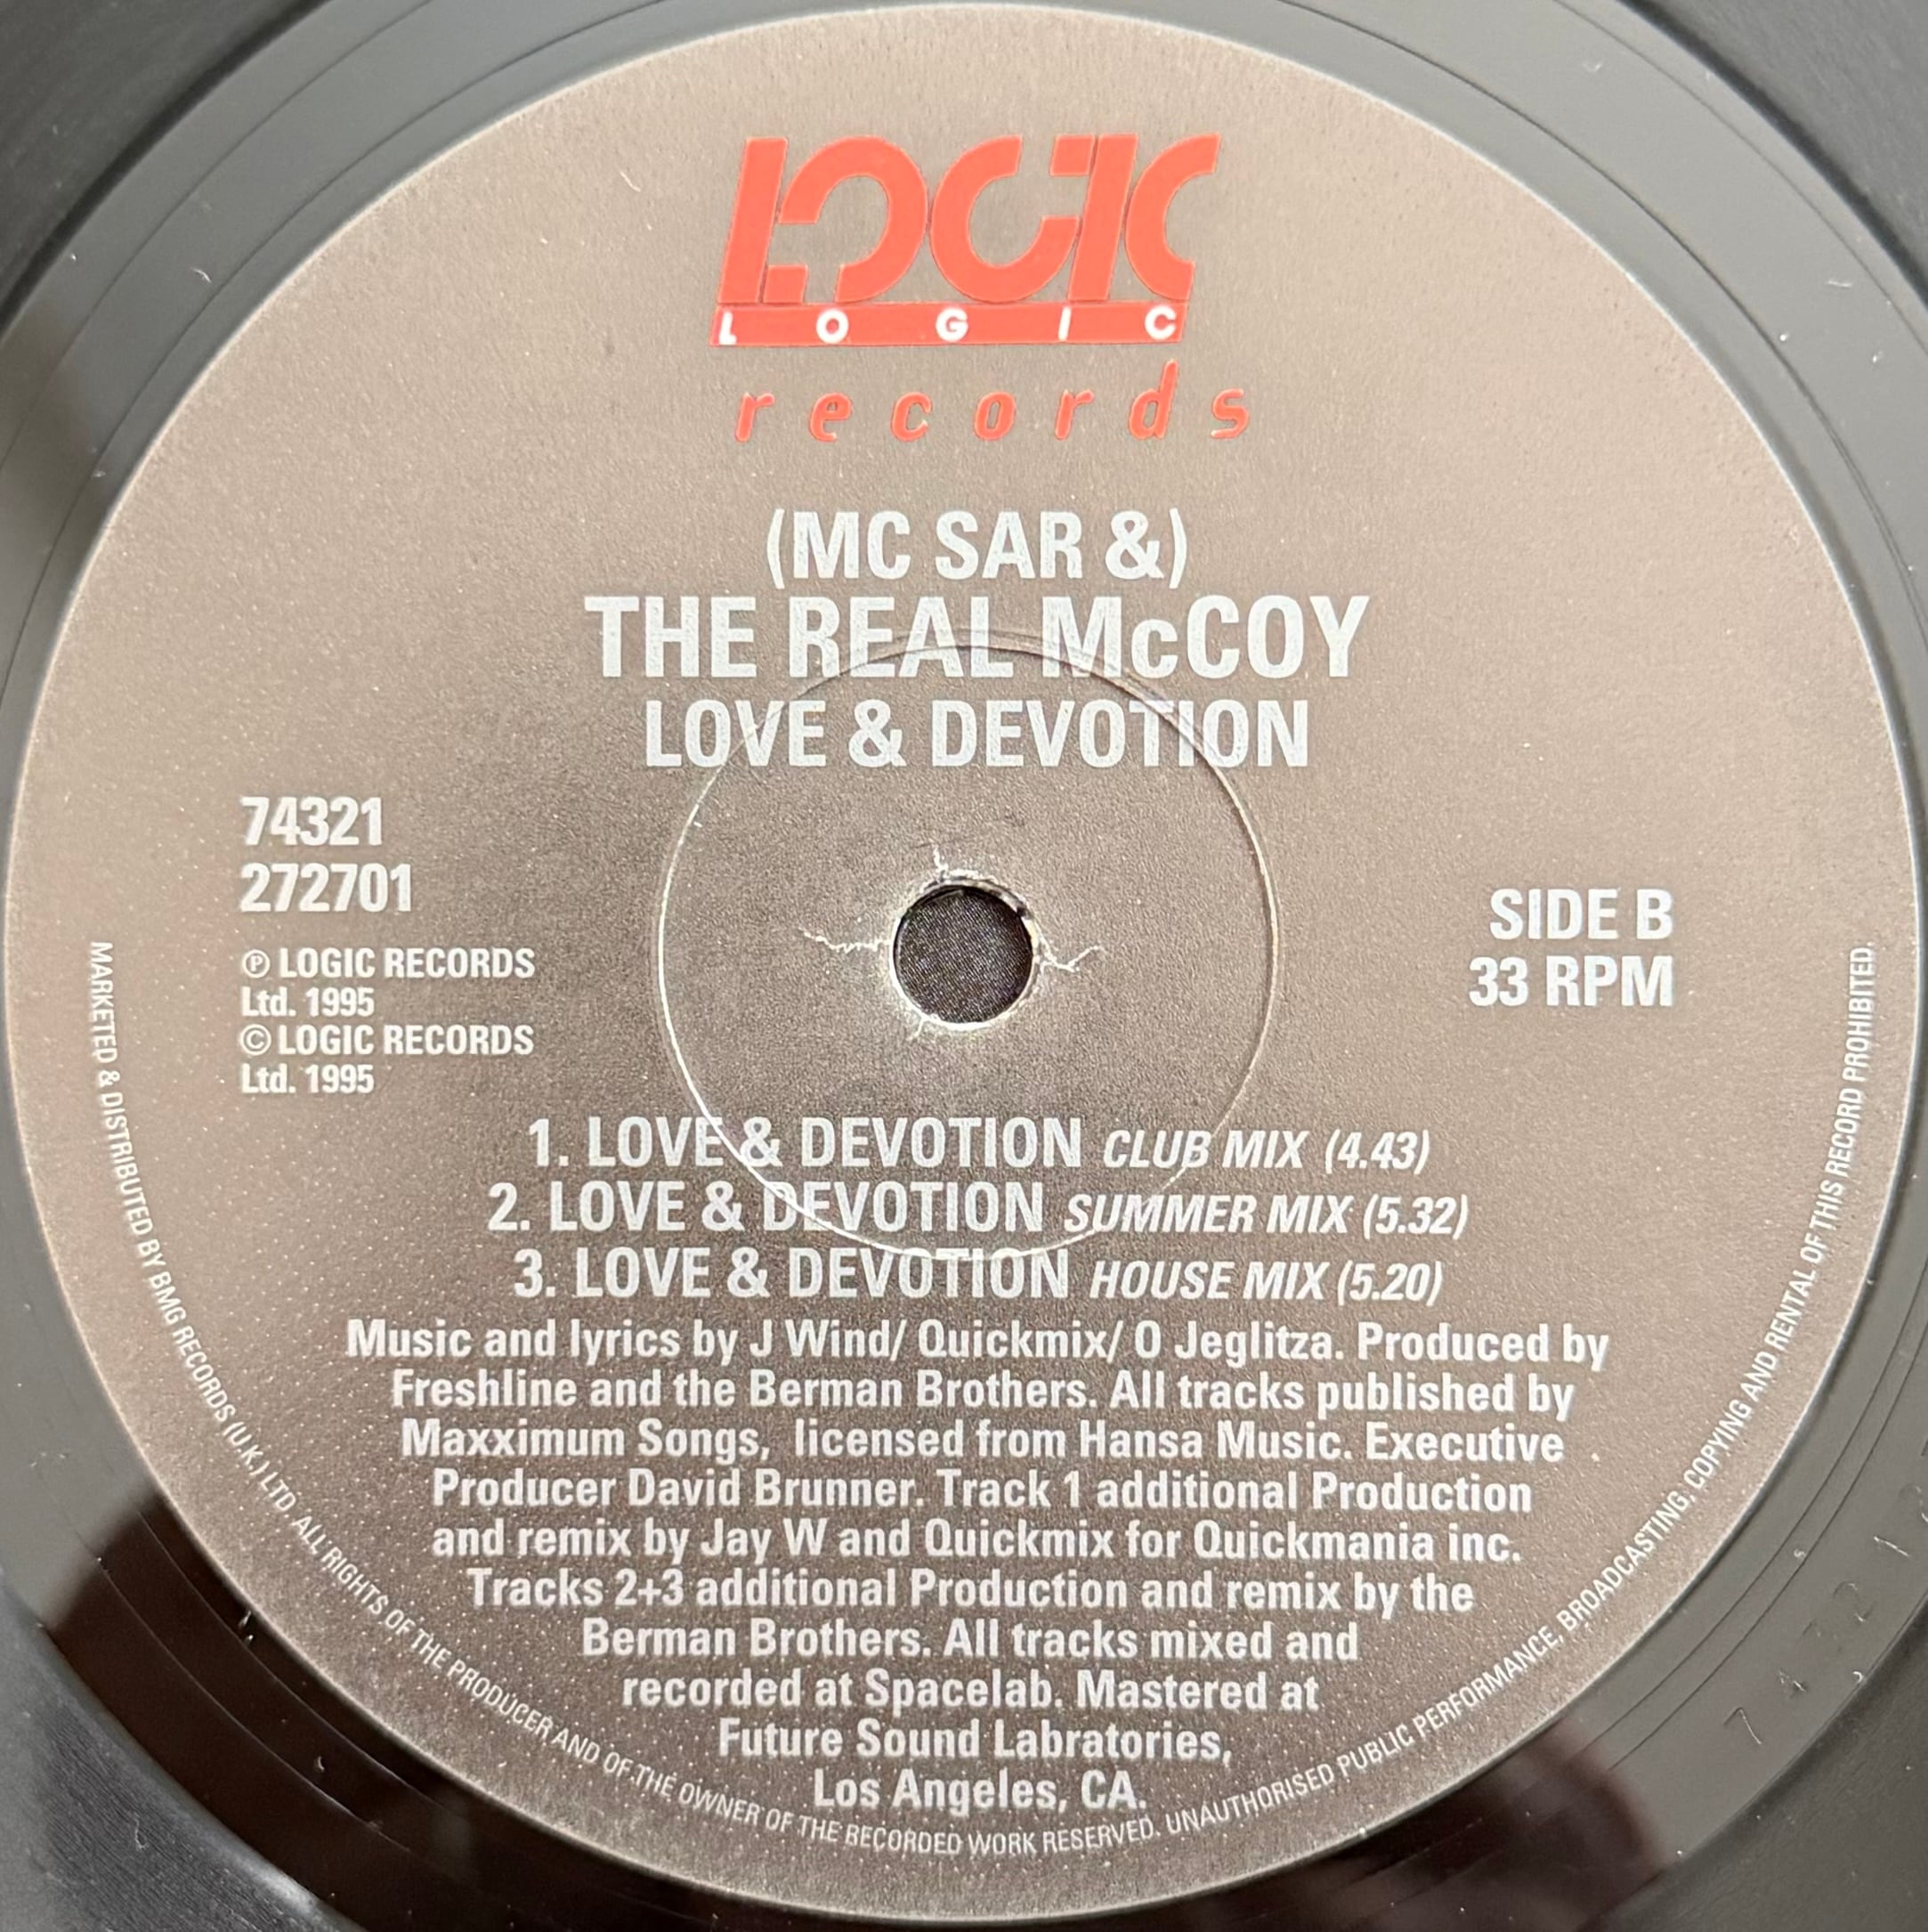 LOGIC
LOGIC
records
(MC SAR &)
THE REAL McCOY
LOVE & DEVOTION
74321
272701
℗ LOGIC RECORDS
Ltd. 1995
© LOGIC RECORDS
Ltd. 1995
SIDE B
33 RPM
1. LOVE & DEVOTION CLUB MIX (4.43)
2. LOVE & DEVOTION SUMMER MIX (5.32)
3. LOVE & DEVOTION HOUSE MIX (5.20)
Music and lyrics by J Wind/ Quickmix/ O Jeglitza. Produced by
Freshline and the Berman Brothers. All tracks published by
Maxximum Songs, licensed from Hansa Music. Executive
Producer David Brunner. Track 1 additional Production
and remix by Jay W and Quickmix for Quickmania inc.
Tracks 2+3 additional Production and remix by the
Berman Brothers. All tracks mixed and
recorded at Spacelab. Mastered at
Future Sound Labratories,
Los Angeles, CA.
MARKETED & DISTRIBUTED BY BMG RECORDS (U.K.) LTD. ALL RIGHTS OF THE PRODUCER AND OF THE OWNER OF THE RECORDED WORK RESERVED. UNAUTHORISED PUBLIC PERFORMANCE, BROADCASTING, COPYING AND RENTAL OF THIS RECORD PROHIBITED.